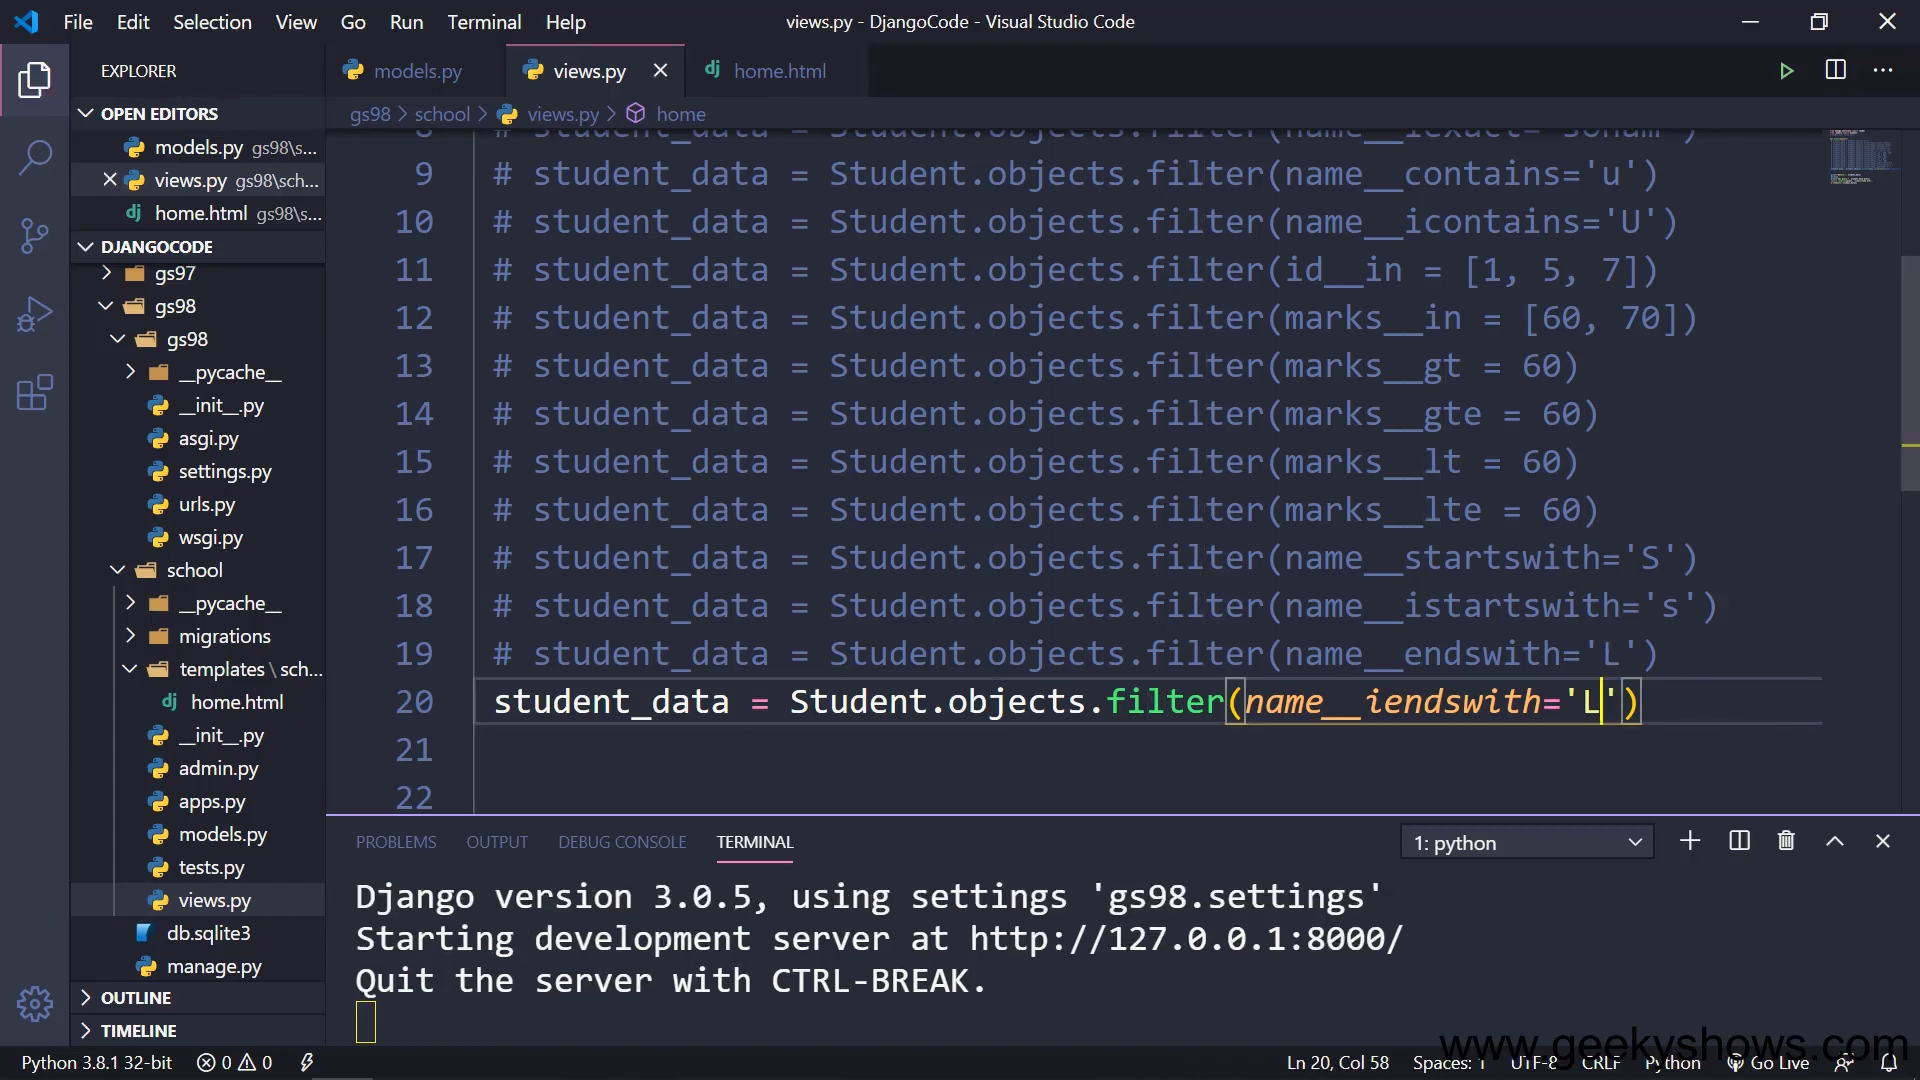 File Edit Selection View Go Run Terminal Help
views.py - DjangoCode - Visual Studio Code
EXPLORER
OPEN EDITORS
models.py gs98\s...
views.py gs98\sch...
home.html gs98\s...
DJANGOCODE
gs97
gs98
gs98
__pycache__
__init__.py
asgi.py
settings.py
urls.py
wsgi.py
school
__pycache__
migrations
templates \ sch...
home.html
__init__.py
admin.py
apps.py
models.py
tests.py
views.py
db.sqlite3
manage.py
OUTLINE
TIMELINE
models.py views.py home.html
gs98 > school > views.py > home
8 # student_data = Student.objects.filter(name__iexact='sonam')
9 # student_data = Student.objects.filter(name__contains='u')
10 # student_data = Student.objects.filter(name__icontains='U')
11 # student_data = Student.objects.filter(id__in = [1, 5, 7])
12 # student_data = Student.objects.filter(marks__in = [60, 70])
13 # student_data = Student.objects.filter(marks__gt = 60)
14 # student_data = Student.objects.filter(marks__gte = 60)
15 # student_data = Student.objects.filter(marks__lt = 60)
16 # student_data = Student.objects.filter(marks__lte = 60)
17 # student_data = Student.objects.filter(name__startswith='S')
18 # student_data = Student.objects.filter(name__istartswith='s')
19 # student_data = Student.objects.filter(name__endswith='L')
20 student_data = Student.objects.filter(name__iendswith='L')
21
22
PROBLEMS OUTPUT DEBUG CONSOLE TERMINAL 1: python
Django version 3.0.5, using settings 'gs98.settings'
Starting development server at http://127.0.0.1:8000/
Quit the server with CTRL-BREAK.
www.geekyshows.com
Python 3.8.1 32-bit 0 0 Ln 20, Col 58 Spaces: 1 UTF-8 CRLF Python Go Live